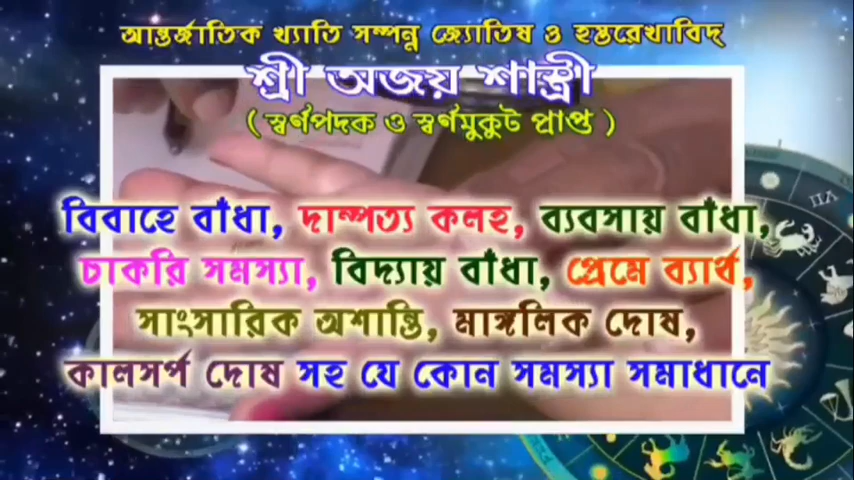 আন্তর্জাতিক খ্যাতি সম্পন্ন জ্যোতিষ ও হস্তরেখাবিদ্
শ্রী অজয় শাস্ত্রী
( স্বর্ণপদক ও স্বর্ণমুকুট প্রাপ্ত )
বিবাহে বাঁধা, দাম্পত্য কলহ, ব্যবসায় বাঁধা,
চাকরি সমস্যা, বিদ্যায় বাঁধা, প্রেমে ব্যার্থ,
সাংসারিক অশান্তি, মাঙ্গলিক দোষ,
কালসর্প দোষ সহ যে কোন সমস্যা সমাধানে